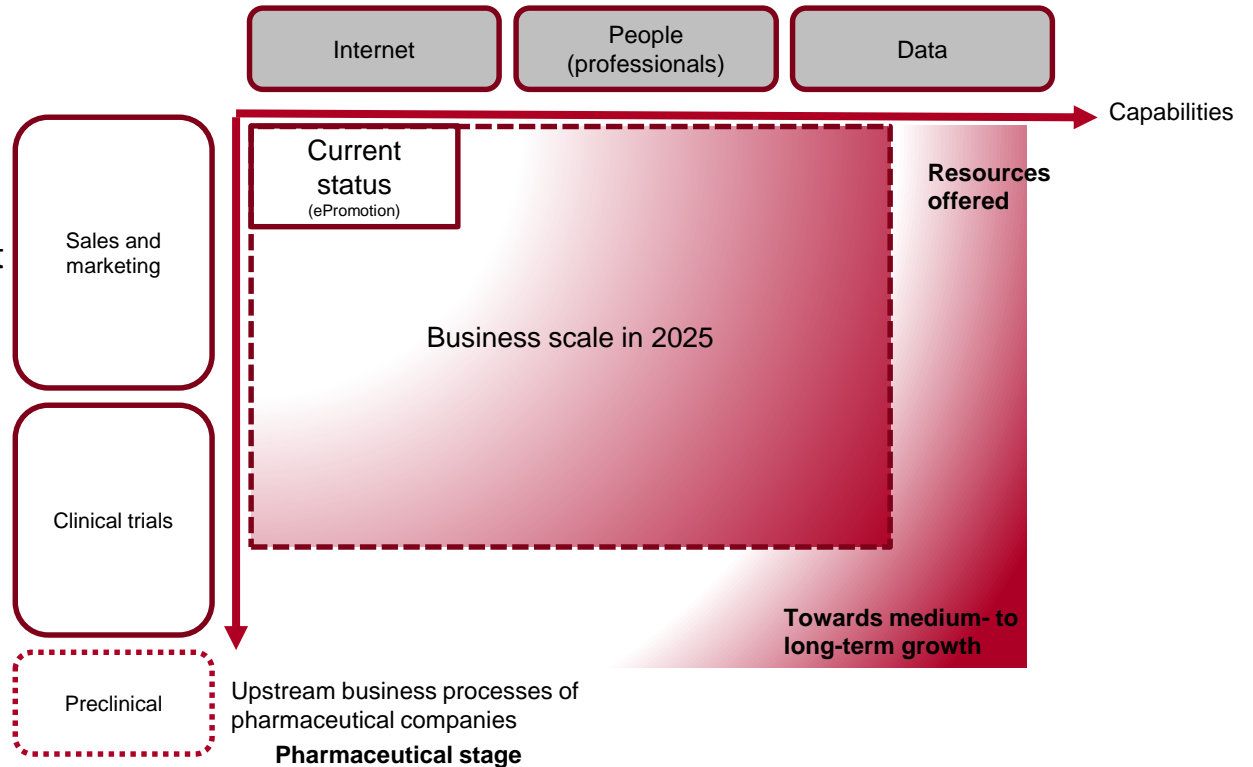 Internet
People
(professionals)
Data
Capabilities
Current
status
(ePromotion)
Resources
offered
Sales and
marketing
Business scale in 2025
Clinical trials
Towards medium- to
long-term growth
Preclinical
Upstream business processes of
pharmaceutical companies
Pharmaceutical stage